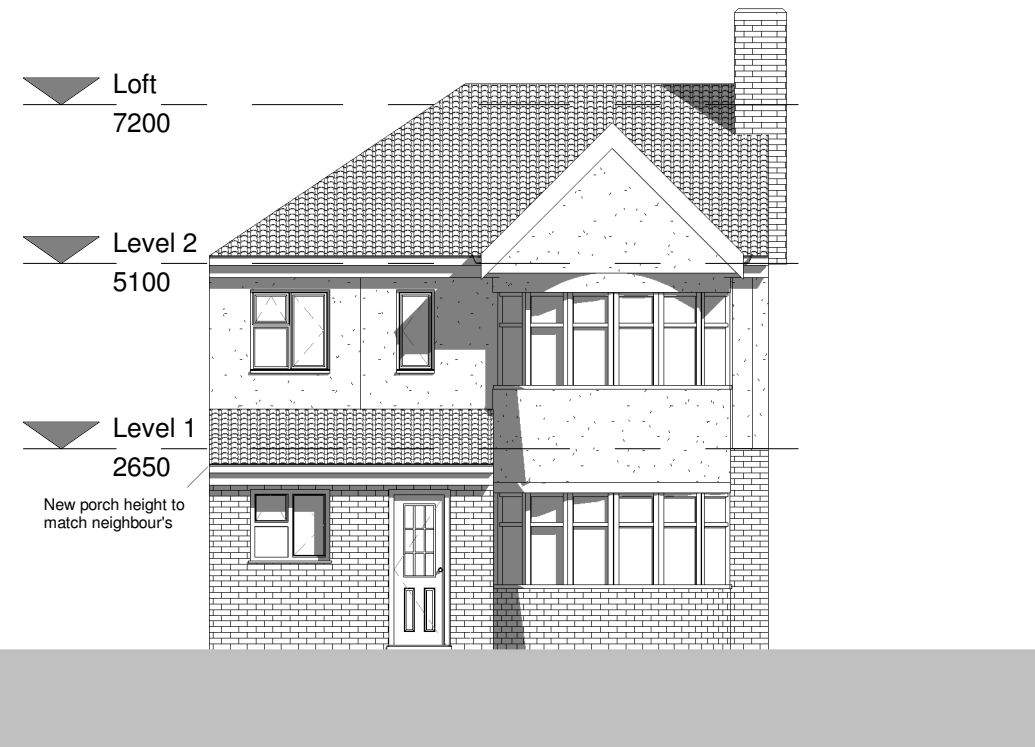 Loft
7200
Level 2
5100
Level 1
2650
New porch height to
match neighbour's